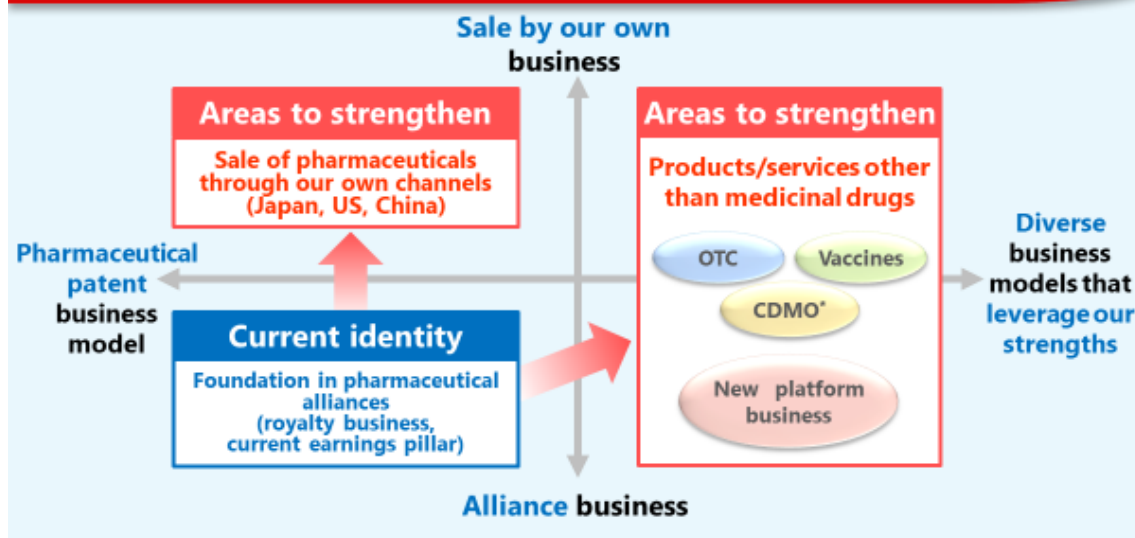 Sale by our own
business
Areas to strengthen
Sale of pharmaceuticals
through our own channels
(Japan, US, China)
Areas to strengthen
Products/services other
than medicinal drugs
OTC
Vaccines
CDMO*
New platform
business
Pharmaceutical
patent
business
model
Diverse
business
models that
leverage our
strengths
Current identity
Foundation in pharmaceutical
alliances
(royalty business,
current earnings pillar)
Alliance business